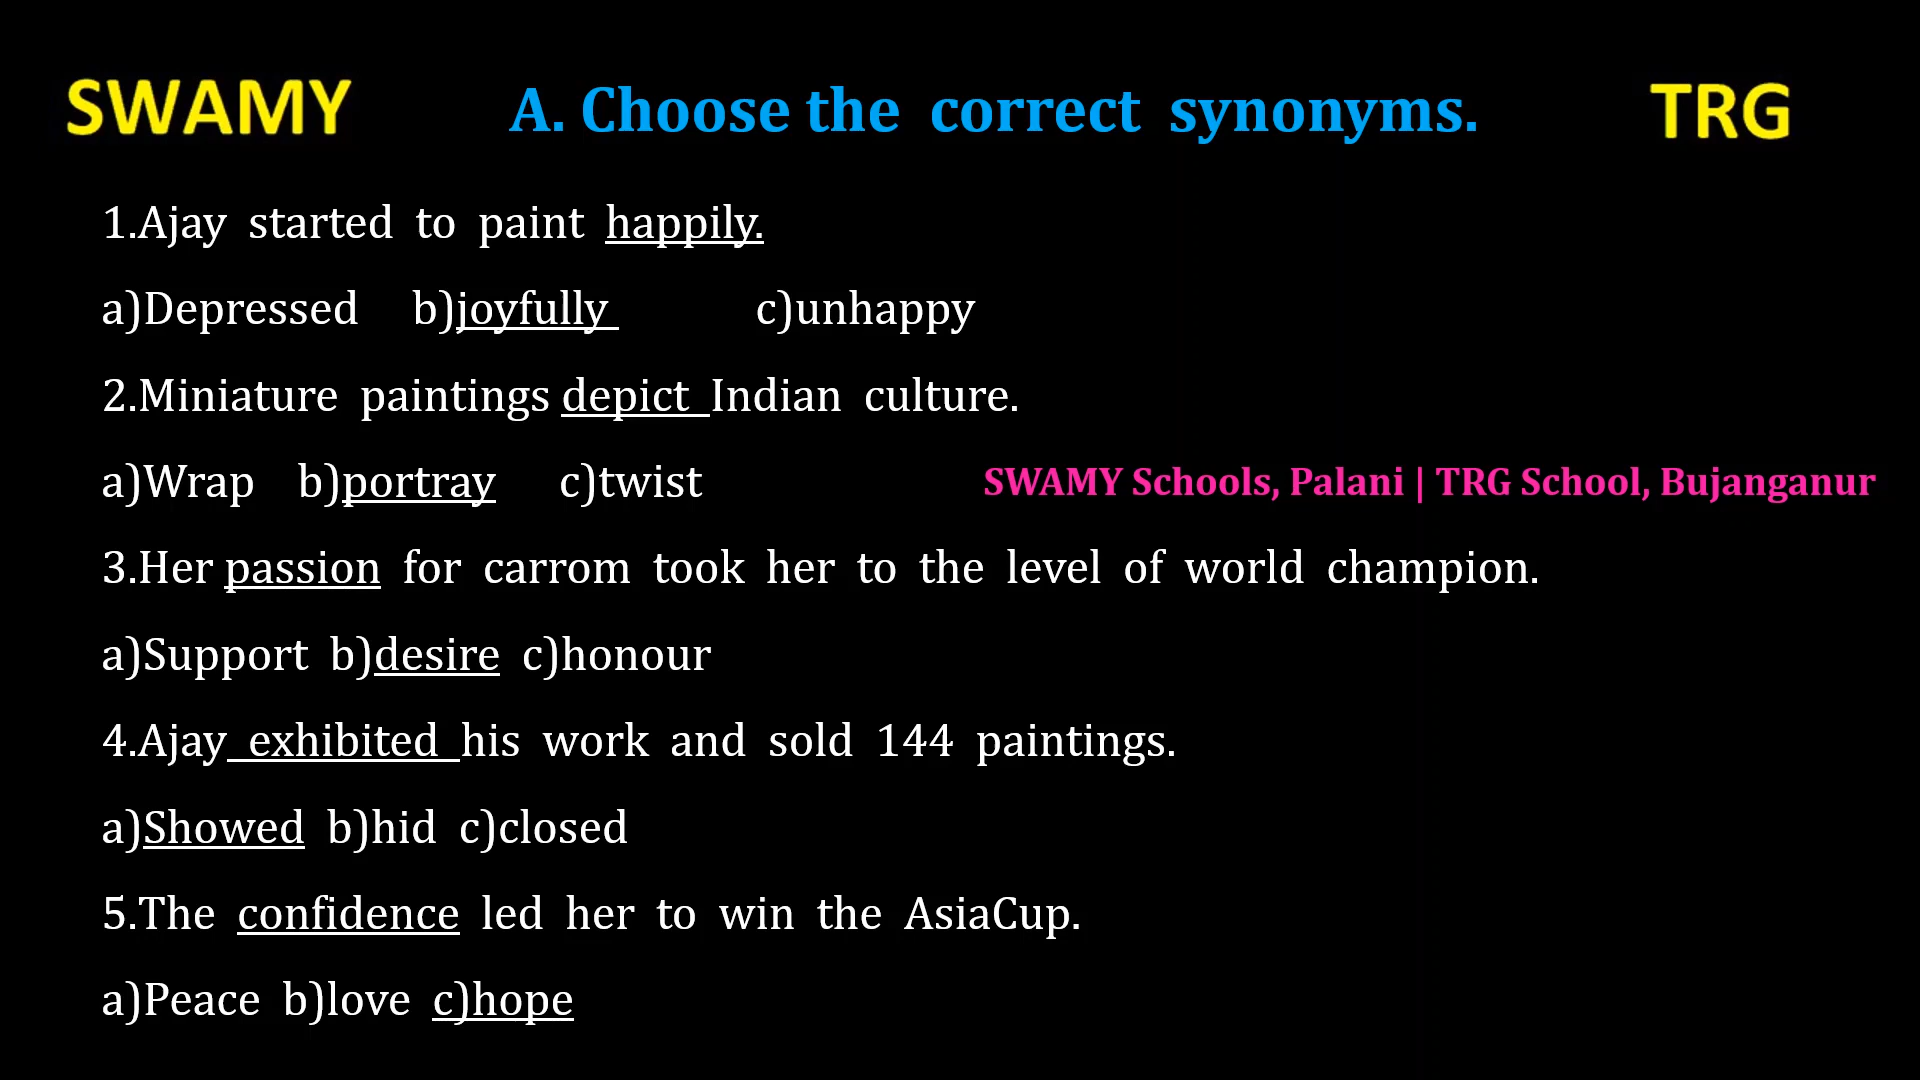 SWAMY A. Choose the correct synonyms. TRG
1.Ajay started to paint happily.
a)Depressed b)joyfully c)unhappy
2.Miniature paintings depict Indian culture.
a)Wrap b)portray c)twist SWAMY Schools, Palani | TRG School, Bujanganur
3.Her passion for carrom took her to the level of world champion.
a)Support b)desire c)honour
4.Ajay exhibited his work and sold 144 paintings.
a)Showed b)hid c)closed
5.The confidence led her to win the AsiaCup.
a)Peace b)love c)hope